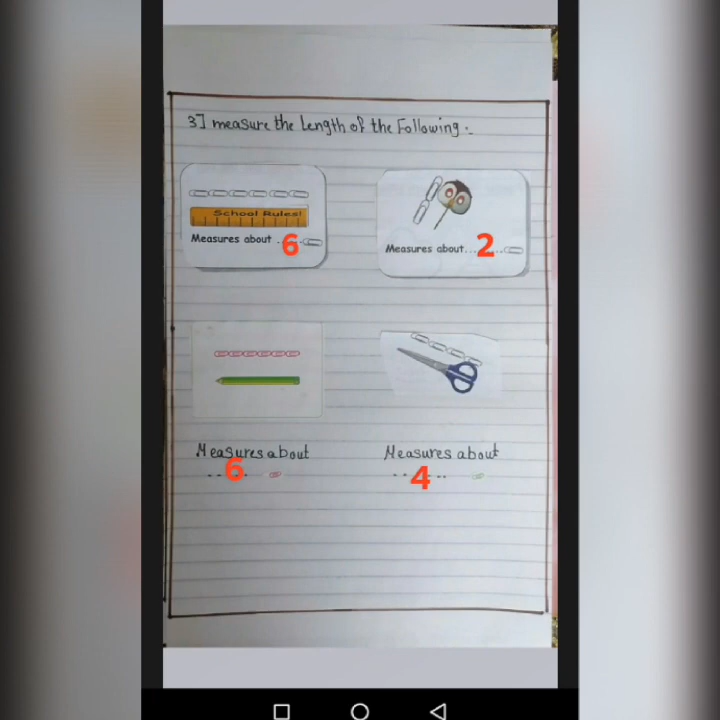 3] measure the Length of the Following :-
School Rules!
Measures about ... 6
Measures about... 2 ...
Measures about
6
Measures about
4